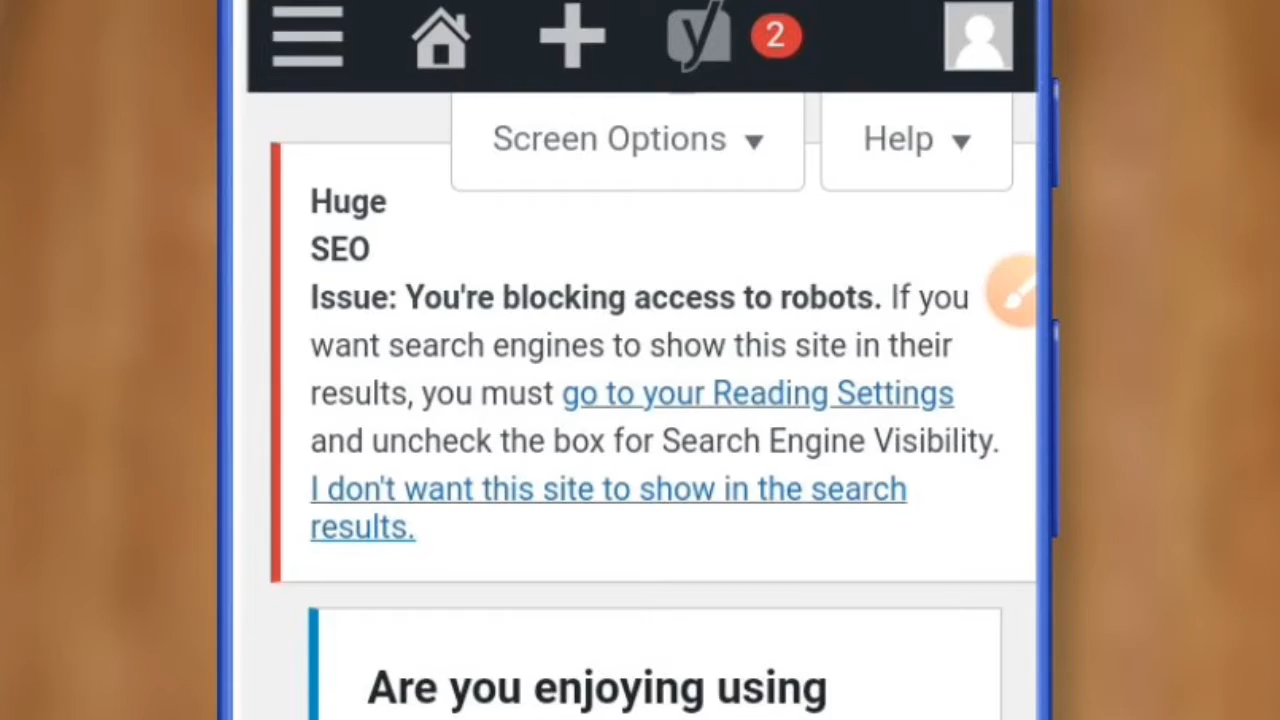 y 2
Screen Options ▼ Help ▼
Huge
SEO
Issue: You're blocking access to robots. If you
want search engines to show this site in their
results, you must go to your Reading Settings
and uncheck the box for Search Engine Visibility.
I don't want this site to show in the search
results.
Are you enjoying using